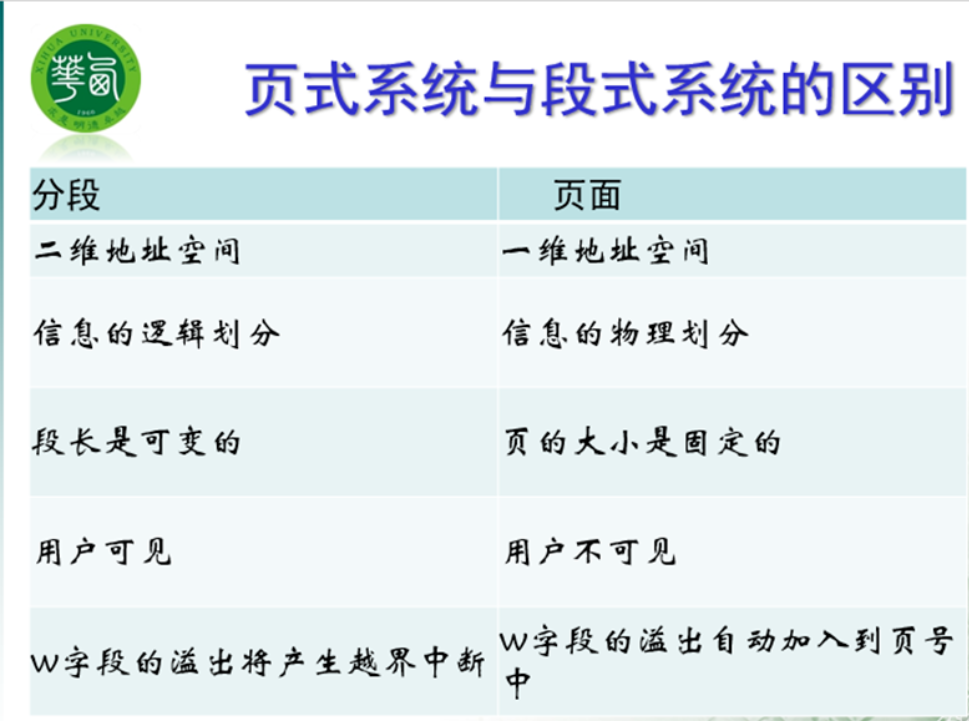 XIHUA UNIVERSITY
1960
页式系统与段式系统的区别
分段
页面
二维地址空间
一维地址空间
信息的逻辑划分
信息的物理划分
段长是可变的
页的大小是固定的
用户可见
用户不可见
W字段的溢出将产生越界中断
W字段的溢出自动加入到页号
中